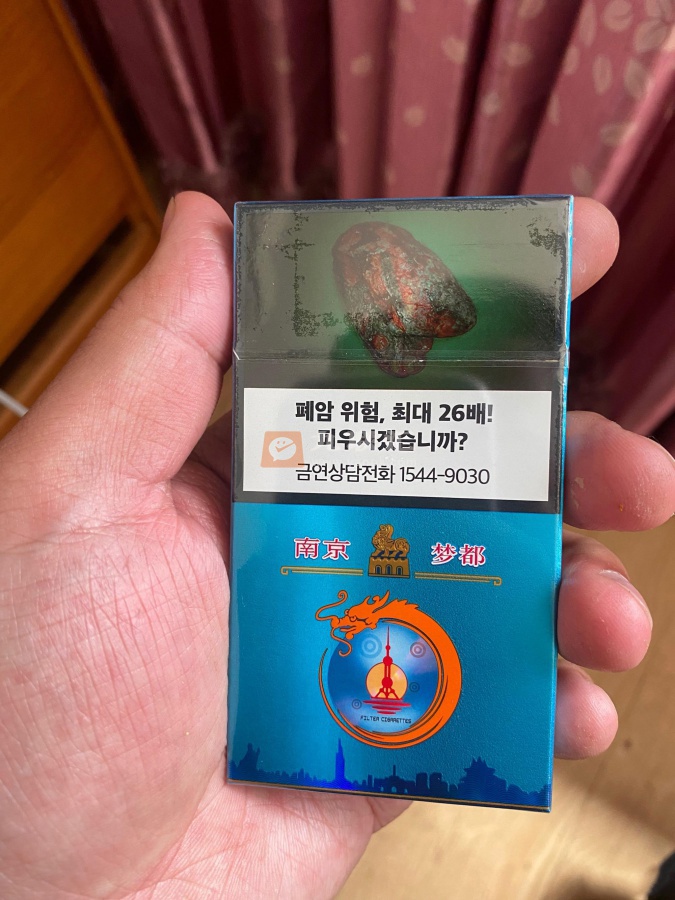 폐암 위험, 최대 26배!
피우시겠습니까?
금연상담전화 1544-9030
南京 梦都
FILTER CIGARETTES